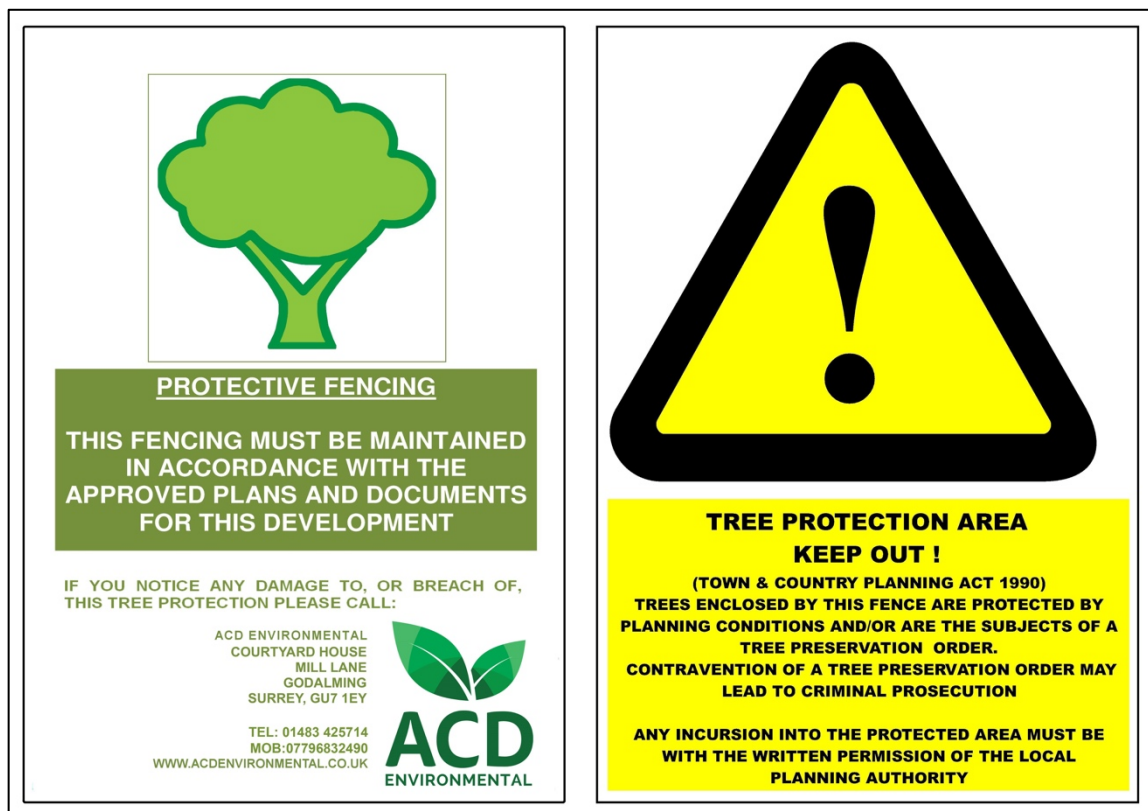 PROTECTIVE FENCING
THIS FENCING MUST BE MAINTAINED
IN ACCORDANCE WITH THE
APPROVED PLANS AND DOCUMENTS
FOR THIS DEVELOPMENT
IF YOU NOTICE ANY DAMAGE TO, OR BREACH OF,
THIS TREE PROTECTION PLEASE CALL:
ACD ENVIRONMENTAL
COURTYARD HOUSE
MILL LANE
GODALMING
SURREY, GU7 1EY
TEL: 01483 425714
MOB:07796832490
WWW.ACDENVIRONMENTAL.CO.UK
ACD
ENVIRONMENTAL
!
TREE PROTECTION AREA
KEEP OUT !
(TOWN & COUNTRY PLANNING ACT 1990)
TREES ENCLOSED BY THIS FENCE ARE PROTECTED BY
PLANNING CONDITIONS AND/OR ARE THE SUBJECTS OF A
TREE PRESERVATION ORDER.
CONTRAVENTION OF A TREE PRESERVATION ORDER MAY
LEAD TO CRIMINAL PROSECUTION
ANY INCURSION INTO THE PROTECTED AREA MUST BE
WITH THE WRITTEN PERMISSION OF THE LOCAL
PLANNING AUTHORITY